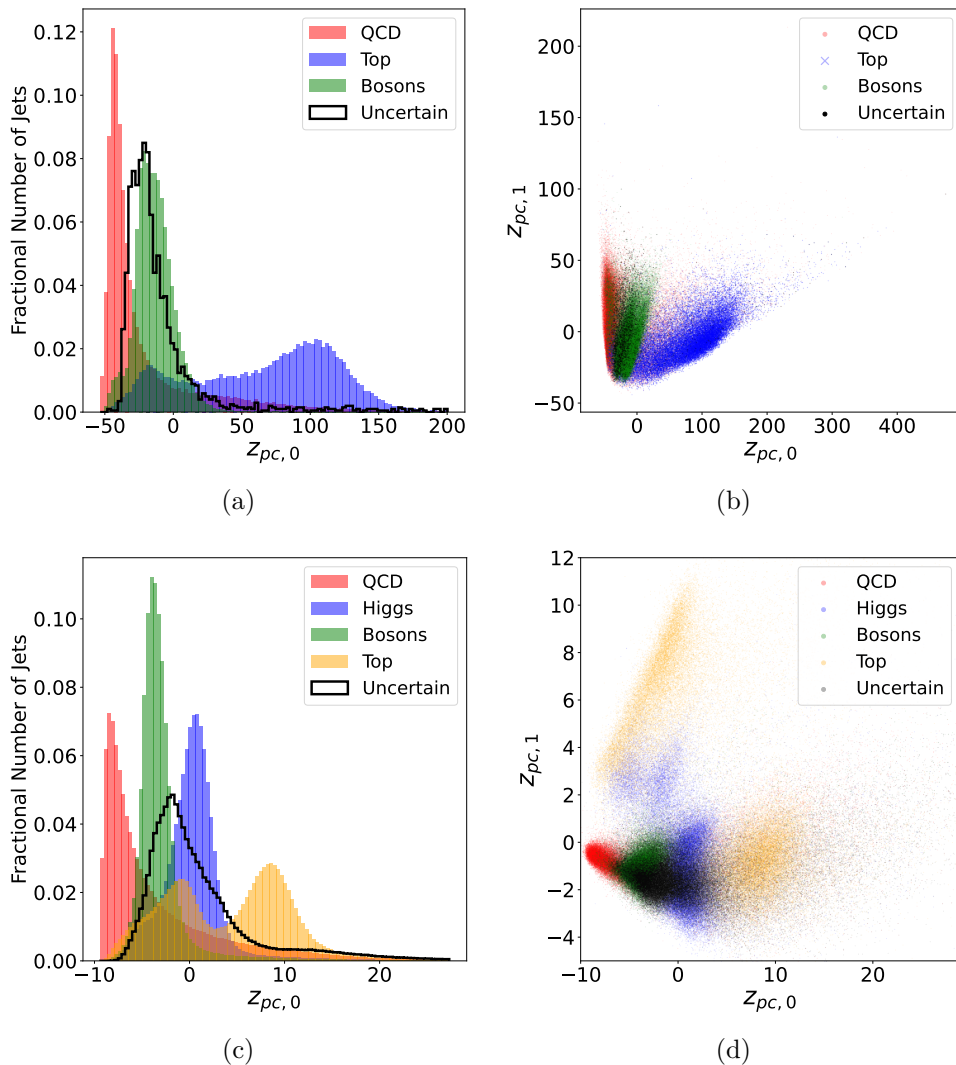 0.12
0.10
0.08
0.06
0.04
0.02
0.00
Fractional Number of Jets
QCD
Top
Bosons
Uncertain
−50 0 50 100 150 200
z_{pc, 0}
(a)
200
150
100
50
0
−50
z_{pc, 1}
QCD
Top
Bosons
Uncertain
0 100 200 300 400
z_{pc, 0}
(b)
0.10
0.08
0.06
0.04
0.02
0.00
Fractional Number of Jets
QCD
Higgs
Bosons
Top
Uncertain
−10 0 10 20
z_{pc, 0}
(c)
12
10
8
6
4
2
0
−2
−4
z_{pc, 1}
QCD
Higgs
Bosons
Top
Uncertain
−10 0 10 20
z_{pc, 0}
(d)